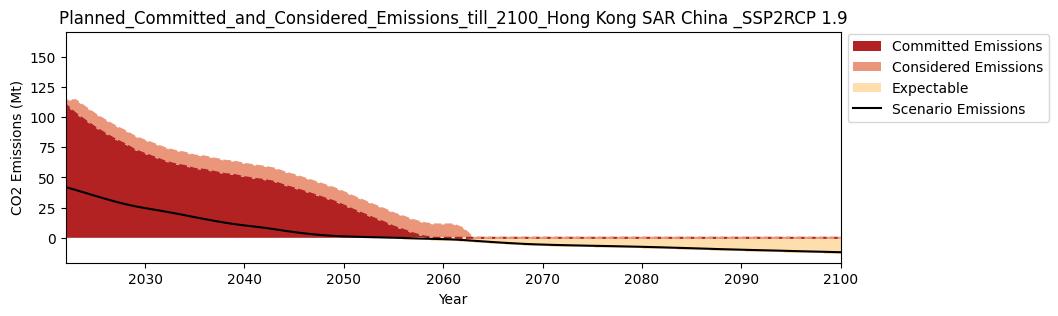 Planned_Committed_and_Considered_Emissions_till_2100_Hong Kong SAR China _SSP2RCP 1.9
CO2 Emissions (Mt)
150
125
100
75
50
25
0
2030 2040 2050 2060 2070 2080 2090 2100
Year
Committed Emissions
Considered Emissions
Expectable
Scenario Emissions